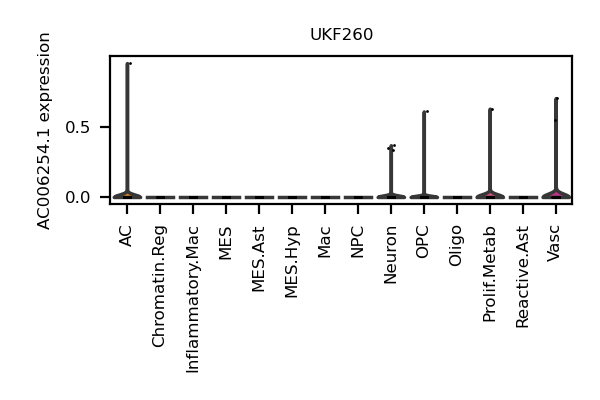 UKF260
AC006254.1 expression
0.5
0.0
AC
Chromatin.Reg
Inflammatory.Mac
MES
MES.Ast
MES.Hyp
Mac
NPC
Neuron
OPC
Oligo
Prolif.Metab
Reactive.Ast
Vasc